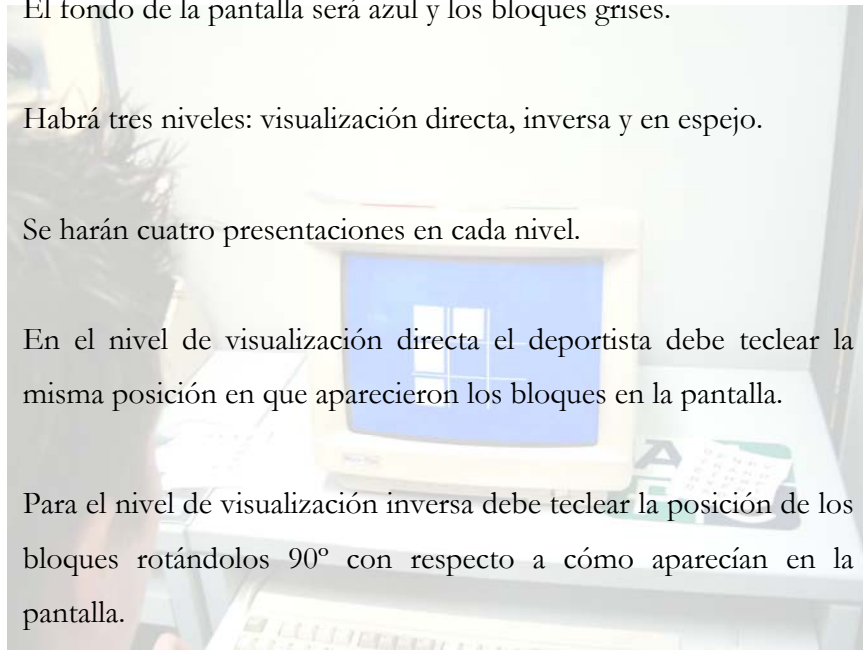 El fondo de la pantalla será azul y los bloques grises.
Habrá tres niveles: visualización directa, inversa y en espejo.
Se harán cuatro presentaciones en cada nivel.
En el nivel de visualización directa el deportista debe teclear la
misma posición en que aparecieron los bloques en la pantalla.
Para el nivel de visualización inversa debe teclear la posición de los
bloques rotándolos 90º con respecto a cómo aparecían en la
pantalla.